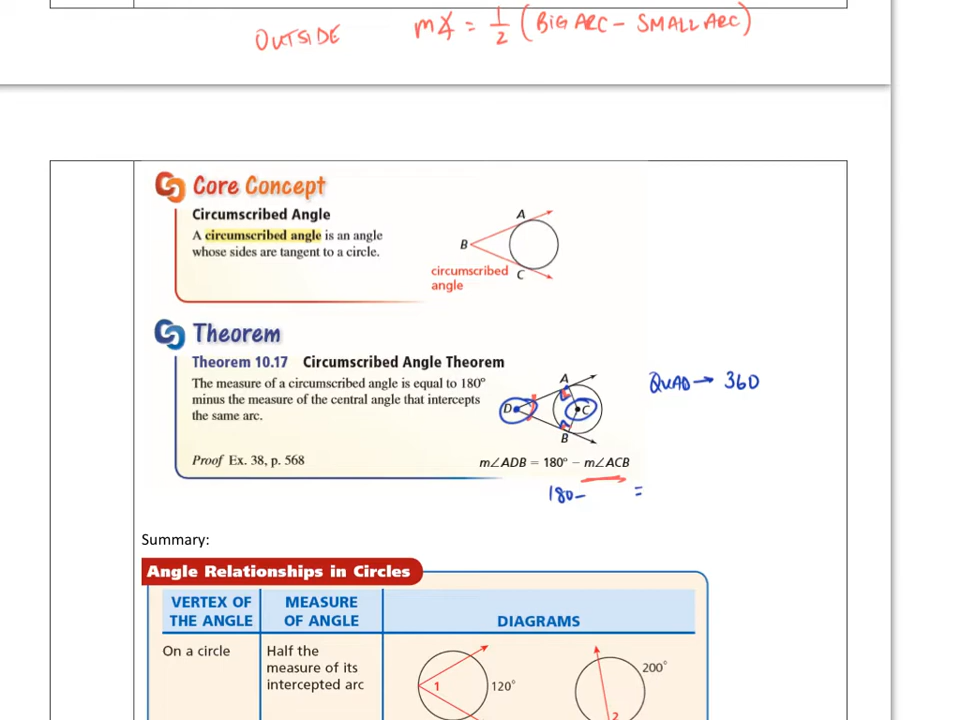 OUTSIDE m∡ = 1/2 (BIG ARC - SMALL ARC)
Core Concept
Circumscribed Angle
A circumscribed angle is an angle
whose sides are tangent to a circle.
A
B
C
circumscribed
angle
Theorem
Theorem 10.17 Circumscribed Angle Theorem
The measure of a circumscribed angle is equal to 180°
minus the measure of the central angle that intercepts
the same arc.
A
D
C
B
QUAD → 360
Proof Ex. 38, p. 568
m∠ADB = 180° − m∠ACB
180- =
Summary:
Angle Relationships in Circles
VERTEX OF
THE ANGLE
MEASURE
OF ANGLE
DIAGRAMS
On a circle
Half the
measure of its
intercepted arc
1
120°
200°
2